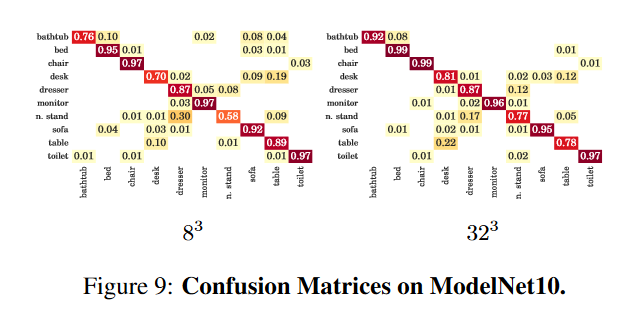 bathtub 0.76 0.10 0.02 0.08 0.04
bed 0.95 0.01 0.03 0.01
chair 0.97 0.03
desk 0.70 0.02 0.09 0.19
dresser 0.87 0.05 0.08
monitor 0.03 0.97
n. stand 0.01 0.01 0.30 0.58 0.09
sofa 0.04 0.03 0.01 0.92
table 0.10 0.01 0.89
toilet 0.01 0.01 0.01 0.97
bathtub
bed
chair
desk
dresser
monitor
n. stand
sofa
table
toilet
8³
bathtub 0.92 0.08
bed 0.99 0.01
chair 0.99 0.01
desk 0.81 0.01 0.02 0.03 0.12
dresser 0.01 0.87 0.12
monitor 0.01 0.02 0.96 0.01
n. stand 0.01 0.17 0.77 0.05
sofa 0.01 0.02 0.01 0.01 0.95
table 0.22 0.78
toilet 0.01 0.02 0.97
bathtub
bed
chair
desk
dresser
monitor
n. stand
sofa
table
toilet
32³
Figure 9: Confusion Matrices on ModelNet10.